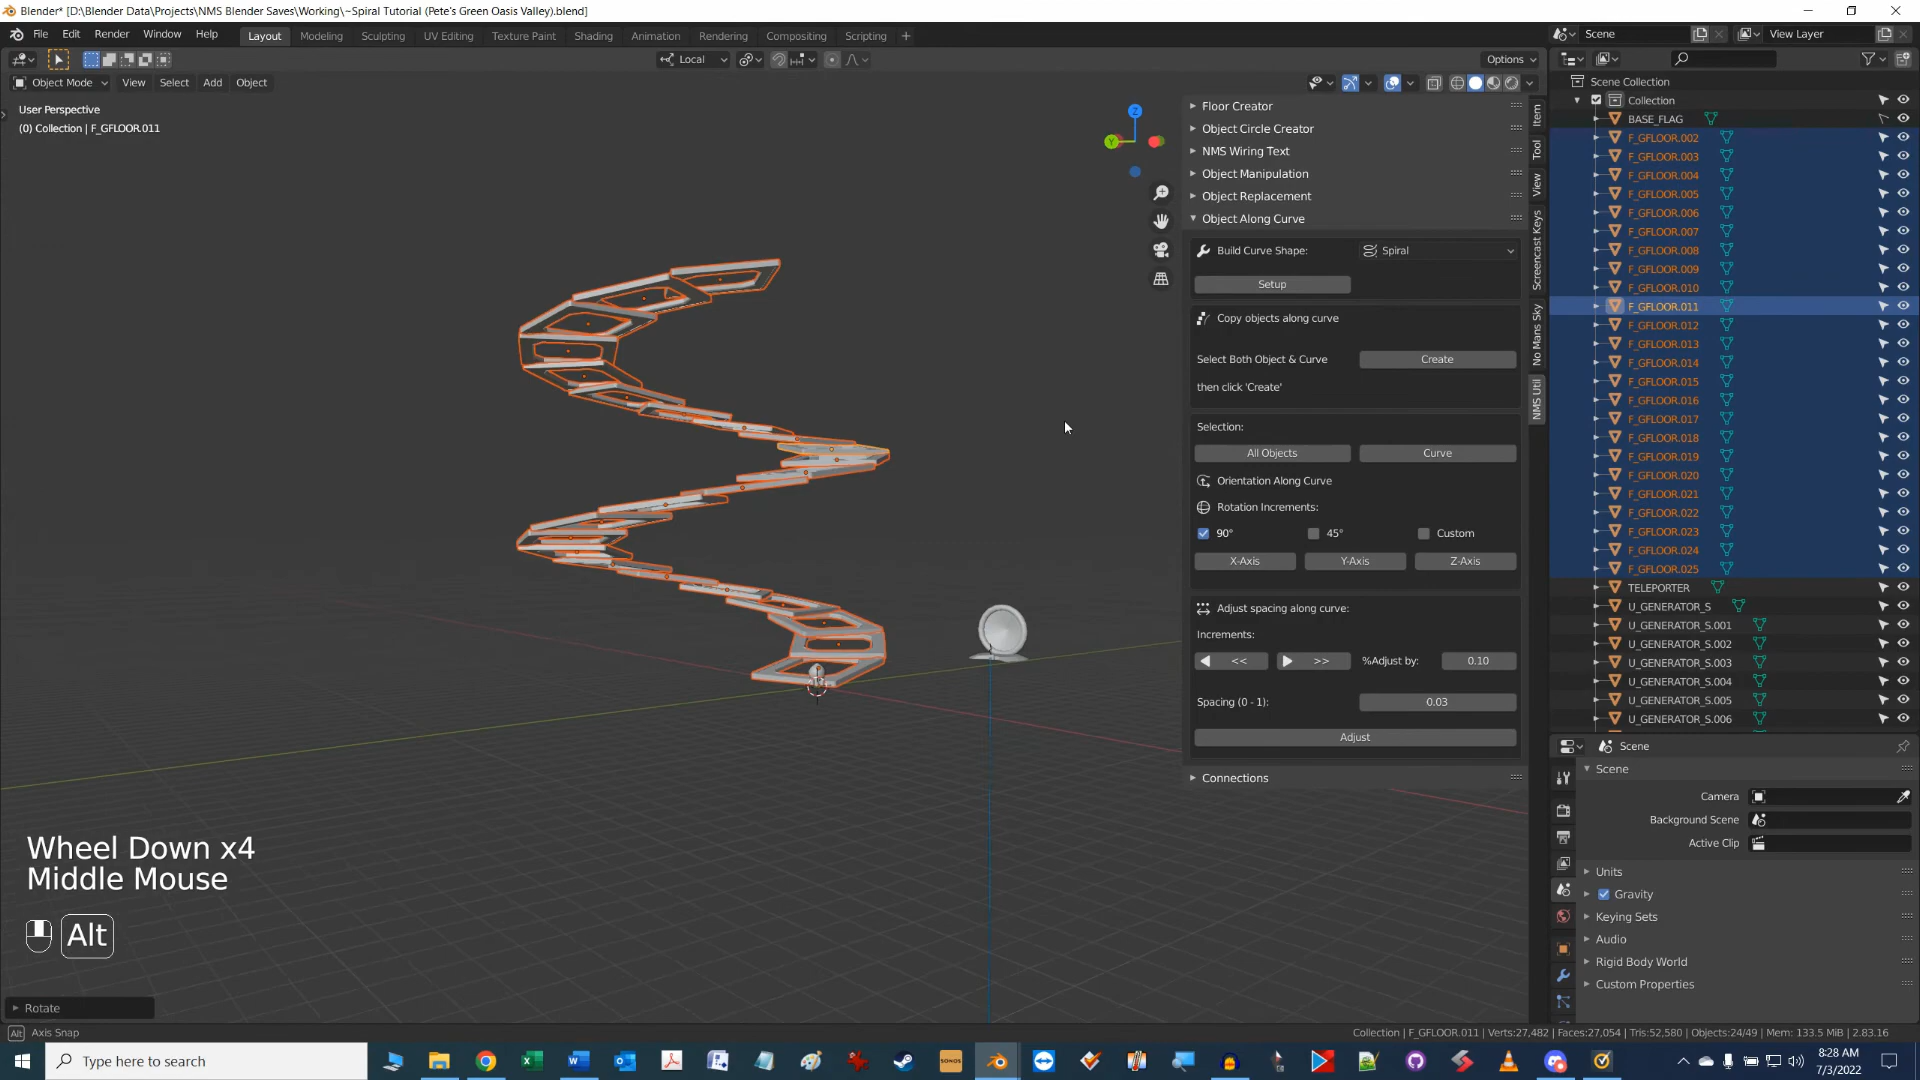 Blender* [D:\Blender Data\Projects\NMS Blender Saves\Working\~Spiral Tutorial (Pete's Green Oasis Valley).blend]
File Edit Render Window Help Layout Modeling Sculpting UV Editing Texture Paint Shading Animation Rendering Compositing Scripting + Scene View Layer
Local Options
Object Mode View Select Add Object
User Perspective
(0) Collection | F_GFLOOR.011
Z
Y
Floor Creator
Object Circle Creator
NMS Wiring Text
Object Manipulation
Object Replacement
Object Along Curve
Build Curve Shape: Spiral
Setup
Copy objects along curve
Select Both Object & Curve Create
then click 'Create'
Selection:
All Objects Curve
Orientation Along Curve
Rotation Increments:
90° 45° Custom
X-Axis Y-Axis Z-Axis
Adjust spacing along curve:
Increments:
<< >> %Adjust by: 0.10
Spacing (0 - 1): 0.03
Adjust
Connections
Item
Tool
View
Screencast Keys
No Mans Sky
NMS Util
Scene Collection
Collection
BASE_FLAG
F_GFLOOR.002
F_GFLOOR.003
F_GFLOOR.004
F_GFLOOR.005
F_GFLOOR.006
F_GFLOOR.007
F_GFLOOR.008
F_GFLOOR.009
F_GFLOOR.010
F_GFLOOR.011
F_GFLOOR.012
F_GFLOOR.013
F_GFLOOR.014
F_GFLOOR.015
F_GFLOOR.016
F_GFLOOR.017
F_GFLOOR.018
F_GFLOOR.019
F_GFLOOR.020
F_GFLOOR.021
F_GFLOOR.022
F_GFLOOR.023
F_GFLOOR.024
F_GFLOOR.025
TELEPORTER
U_GENERATOR_S
U_GENERATOR_S.001
U_GENERATOR_S.002
U_GENERATOR_S.003
U_GENERATOR_S.004
U_GENERATOR_S.005
U_GENERATOR_S.006
Scene
Scene
Camera
Background Scene
Active Clip
Units
Gravity
Keying Sets
Audio
Rigid Body World
Custom Properties
Wheel Down x4
Middle Mouse
Alt
Rotate
Alt Axis Snap
Collection | F_GFLOOR.011 | Verts:27,482 | Faces:27,054 | Tris:52,580 | Objects:24/49 | Mem: 133.5 MiB | 2.83.16
Type here to search
SONOS
8:28 AM
7/3/2022